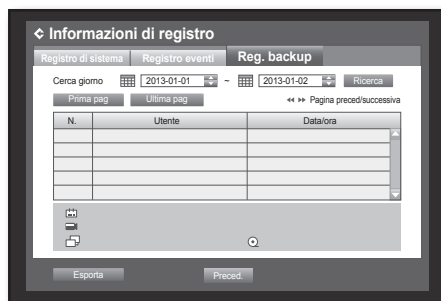 Informazioni di registro
Registro di sistema Registro eventi Reg. backup
Cerca giorno 2013-01-01 ~ 2013-01-02 Ricerca
Prima pag Ultima pag Pagina preced/successiva
N. Utente Data/ora
Esporta Preced.